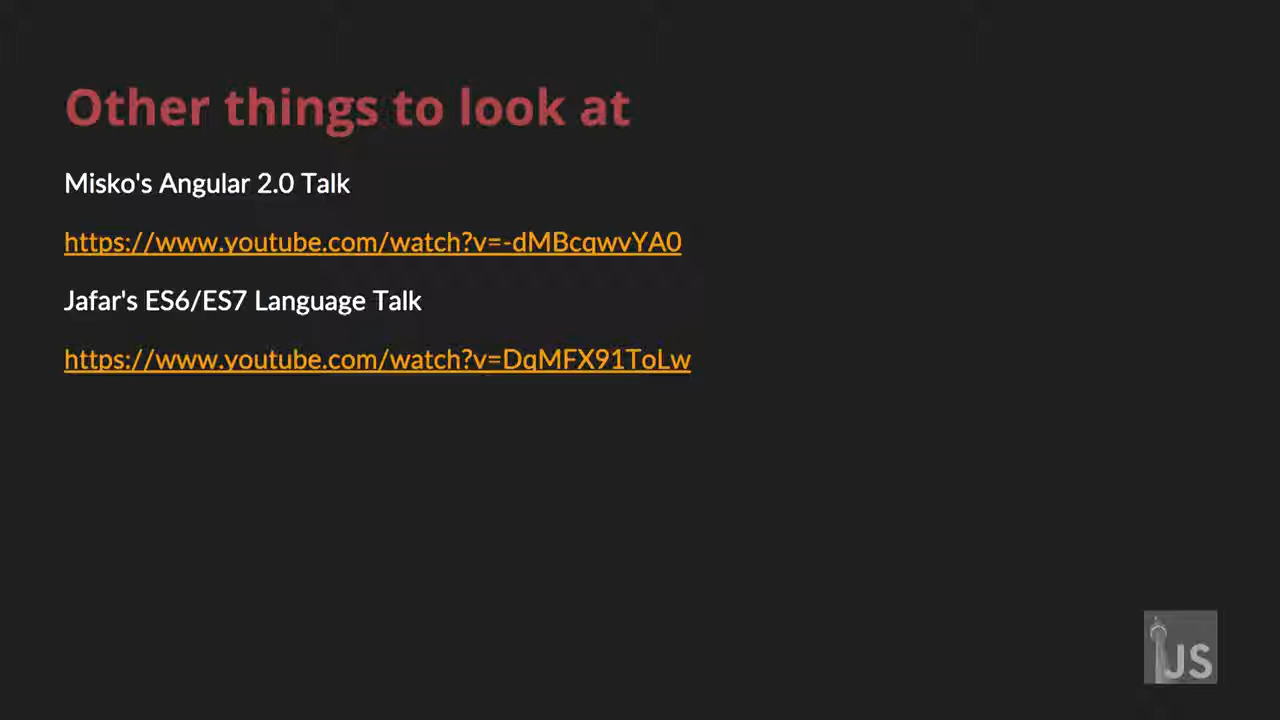 Other things to look at
Misko's Angular 2.0 Talk
https://www.youtube.com/watch?v=-dMBcqwvYA0
Jafar's ES6/ES7 Language Talk
https://www.youtube.com/watch?v=DqMFX91ToLw
JS